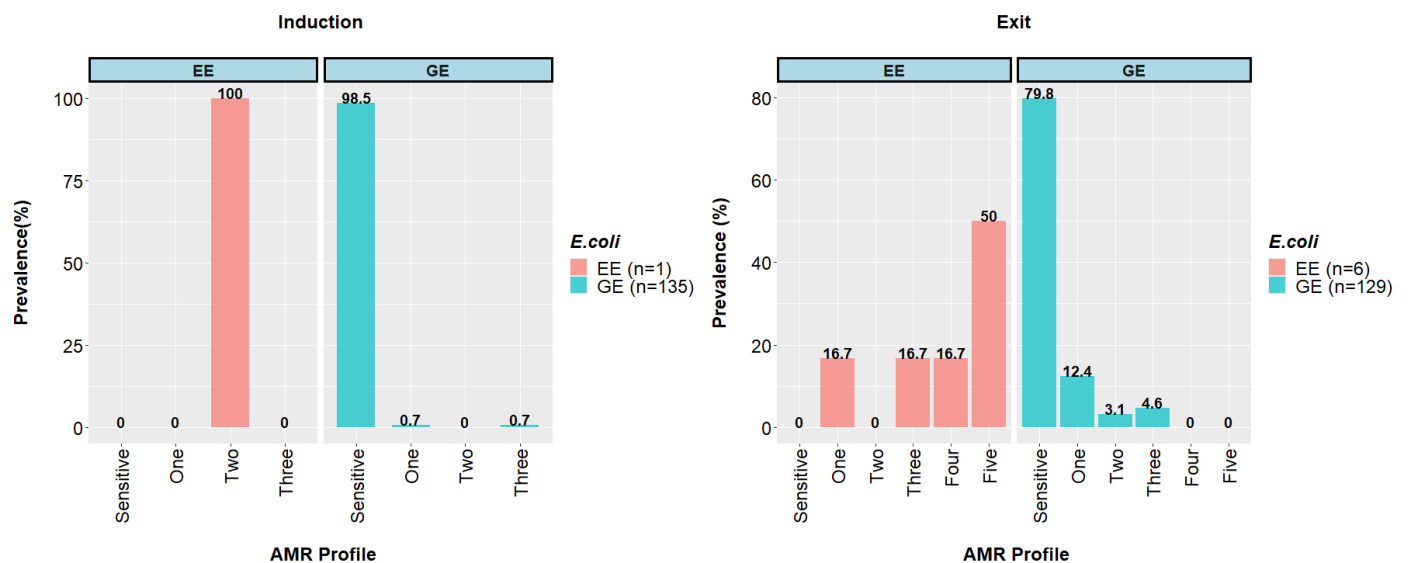 Induction
EE
GE
Prevalence(%)
100
75
50
25
0
0
0
100
0
98.5
0.7
0
0.7
Sensitive
One
Two
Three
Sensitive
One
Two
Three
AMR Profile
E.coli
EE (n=1)
GE (n=135)
Exit
EE
GE
Prevalence (%)
80
60
40
20
0
0
16.7
0
16.7
16.7
50
79.8
12.4
3.1
4.6
0
0
Sensitive
One
Two
Three
Four
Five
Sensitive
One
Two
Three
Four
Five
AMR Profile
E.coli
EE (n=6)
GE (n=129)